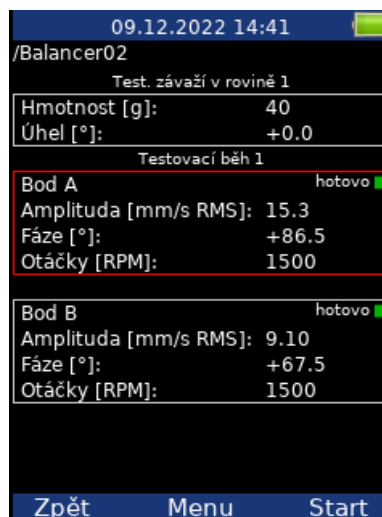 09.12.2022 14:41
/Balancer02
Test. závaží v rovině 1
Hmotnost [g]: 40
Úhel [°]: +0.0
Testovací běh 1
Bod A hotovo
Amplituda [mm/s RMS]: 15.3
Fáze [°]: +86.5
Otáčky [RPM]: 1500
Bod B hotovo
Amplituda [mm/s RMS]: 9.10
Fáze [°]: +67.5
Otáčky [RPM]: 1500
Zpět Menu Start